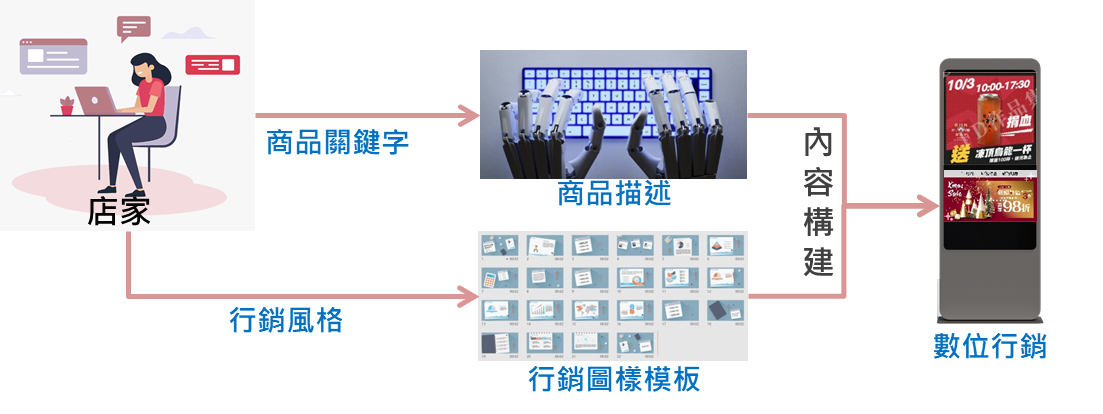 店家
商品關鍵字
行銷風格
商品描述
行銷圖樣模板
內容構建
10/3 10:00-17:30
捐血
送 凍頂烏龍一杯
Xmas
Sale
98折
數位行銷